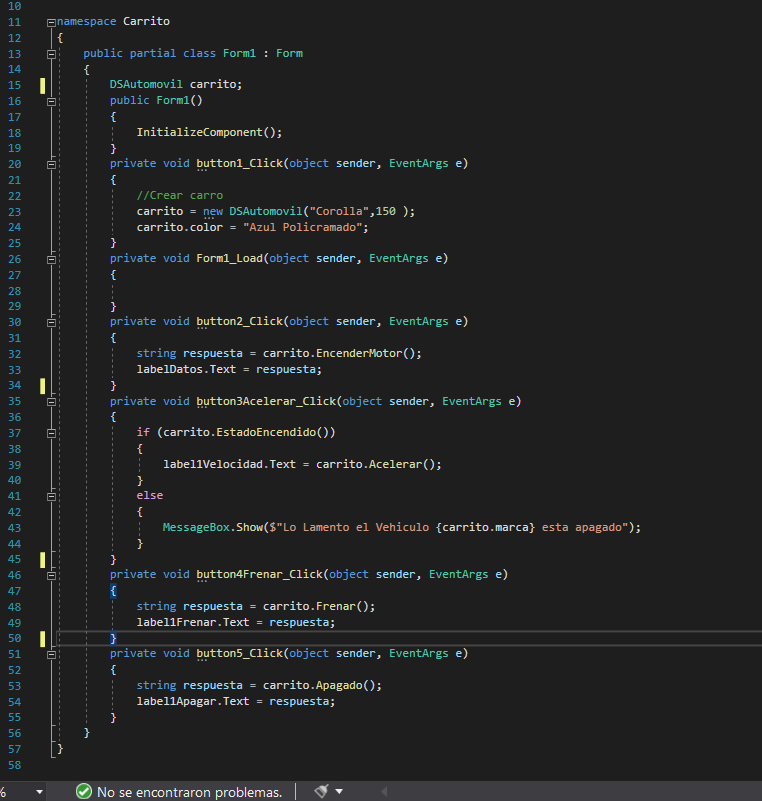 10
11 namespace Carrito
12 {
13 public partial class Form1 : Form
14 {
15 DSAutomovil carrito;
16 public Form1()
17 {
18 InitializeComponent();
19 }
20 private void button1_Click(object sender, EventArgs e)
21 {
22 //Crear carro
23 carrito = new DSAutomovil("Corolla",150 );
24 carrito.color = "Azul Policramado";
25 }
26 private void Form1_Load(object sender, EventArgs e)
27 {
28
29 }
30 private void button2_Click(object sender, EventArgs e)
31 {
32 string respuesta = carrito.EncenderMotor();
33 labelDatos.Text = respuesta;
34 }
35 private void button3Acelerar_Click(object sender, EventArgs e)
36 {
37 if (carrito.EstadoEncendido())
38 {
39 label1Velocidad.Text = carrito.Acelerar();
40 }
41 else
42 {
43 MessageBox.Show($"Lo Lamento el Vehiculo {carrito.marca} esta apagado");
44 }
45 }
46 private void button4Frenar_Click(object sender, EventArgs e)
47 {
48 string respuesta = carrito.Frenar();
49 label1Frenar.Text = respuesta;
50 }
51 private void button5_Click(object sender, EventArgs e)
52 {
53 string respuesta = carrito.Apagado();
54 label1Apagar.Text = respuesta;
55 }
56 }
57 }
58
% No se encontraron problemas.